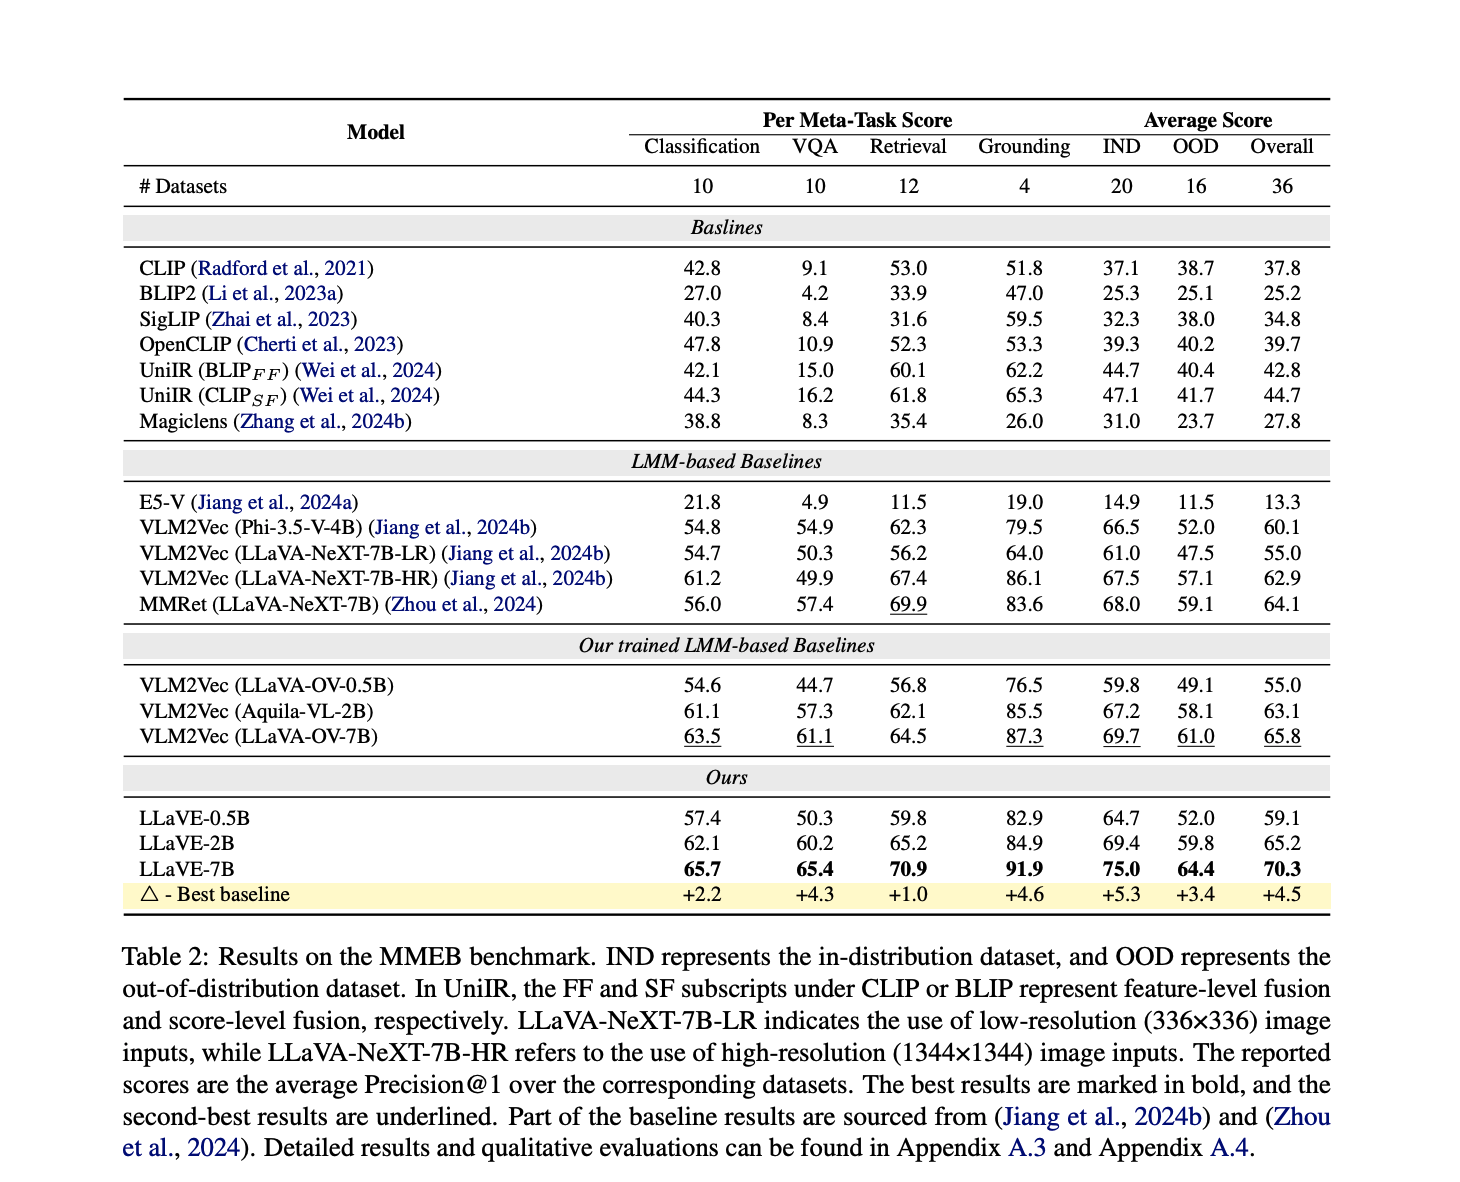 Model Per Meta-Task Score Average Score
Classification VQA Retrieval Grounding IND OOD Overall
# Datasets 10 10 12 4 20 16 36
Baslines
CLIP (Radford et al., 2021) 42.8 9.1 53.0 51.8 37.1 38.7 37.8
BLIP2 (Li et al., 2023a) 27.0 4.2 33.9 47.0 25.3 25.1 25.2
SigLIP (Zhai et al., 2023) 40.3 8.4 31.6 59.5 32.3 38.0 34.8
OpenCLIP (Cherti et al., 2023) 47.8 10.9 52.3 53.3 39.3 40.2 39.7
UniIR (BLIP_FF) (Wei et al., 2024) 42.1 15.0 60.1 62.2 44.7 40.4 42.8
UniIR (CLIP_SF) (Wei et al., 2024) 44.3 16.2 61.8 65.3 47.1 41.7 44.7
Magiclens (Zhang et al., 2024b) 38.8 8.3 35.4 26.0 31.0 23.7 27.8
LMM-based Baselines
E5-V (Jiang et al., 2024a) 21.8 4.9 11.5 19.0 14.9 11.5 13.3
VLM2Vec (Phi-3.5-V-4B) (Jiang et al., 2024b) 54.8 54.9 62.3 79.5 66.5 52.0 60.1
VLM2Vec (LLaVA-NeXT-7B-LR) (Jiang et al., 2024b) 54.7 50.3 56.2 64.0 61.0 47.5 55.0
VLM2Vec (LLaVA-NeXT-7B-HR) (Jiang et al., 2024b) 61.2 49.9 67.4 86.1 67.5 57.1 62.9
MMRet (LLaVA-NeXT-7B) (Zhou et al., 2024) 56.0 57.4 69.9 83.6 68.0 59.1 64.1
Our trained LMM-based Baselines
VLM2Vec (LLaVA-OV-0.5B) 54.6 44.7 56.8 76.5 59.8 49.1 55.0
VLM2Vec (Aquila-VL-2B) 61.1 57.3 62.1 85.5 67.2 58.1 63.1
VLM2Vec (LLaVA-OV-7B) 63.5 61.1 64.5 87.3 69.7 61.0 65.8
Ours
LLaVE-0.5B 57.4 50.3 59.8 82.9 64.7 52.0 59.1
LLaVE-2B 62.1 60.2 65.2 84.9 69.4 59.8 65.2
LLaVE-7B 65.7 65.4 70.9 91.9 75.0 64.4 70.3
△ - Best baseline +2.2 +4.3 +1.0 +4.6 +5.3 +3.4 +4.5
Table 2: Results on the MMEB benchmark. IND represents the in-distribution dataset, and OOD represents the
out-of-distribution dataset. In UniIR, the FF and SF subscripts under CLIP or BLIP represent feature-level fusion
and score-level fusion, respectively. LLaVA-NeXT-7B-LR indicates the use of low-resolution (336×336) image
inputs, while LLaVA-NeXT-7B-HR refers to the use of high-resolution (1344×1344) image inputs. The reported
scores are the average Precision@1 over the corresponding datasets. The best results are marked in bold, and the
second-best results are underlined. Part of the baseline results are sourced from (Jiang et al., 2024b) and (Zhou
et al., 2024). Detailed results and qualitative evaluations can be found in Appendix A.3 and Appendix A.4.